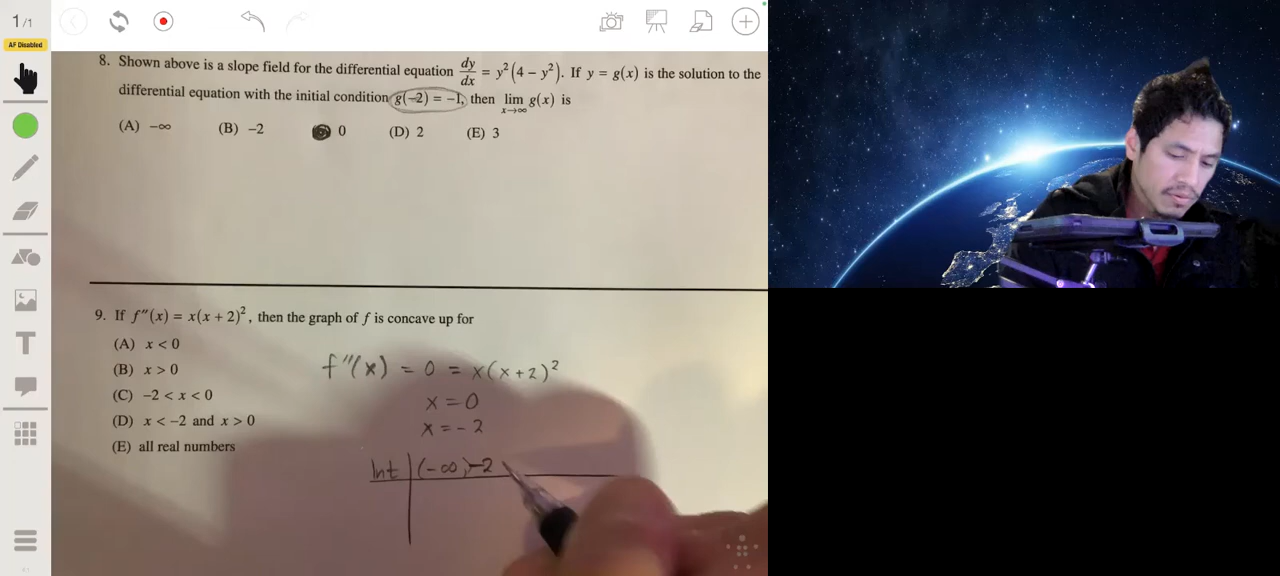 1/1
AF Disabled
8. Shown above is a slope field for the differential equation dy/dx = y²(4 − y²). If y = g(x) is the solution to the
differential equation with the initial condition g(−2) = −1, then lim x→∞ g(x) is
(A) −∞ (B) −2 0 (D) 2 (E) 3
9. If f″(x) = x(x + 2)², then the graph of f is concave up for
(A) x < 0
(B) x > 0
(C) −2 < x < 0
(D) x < −2 and x > 0
(E) all real numbers
f″(x) = 0 = x(x+2)²
x = 0
x = -2
Int (-∞, -2
T